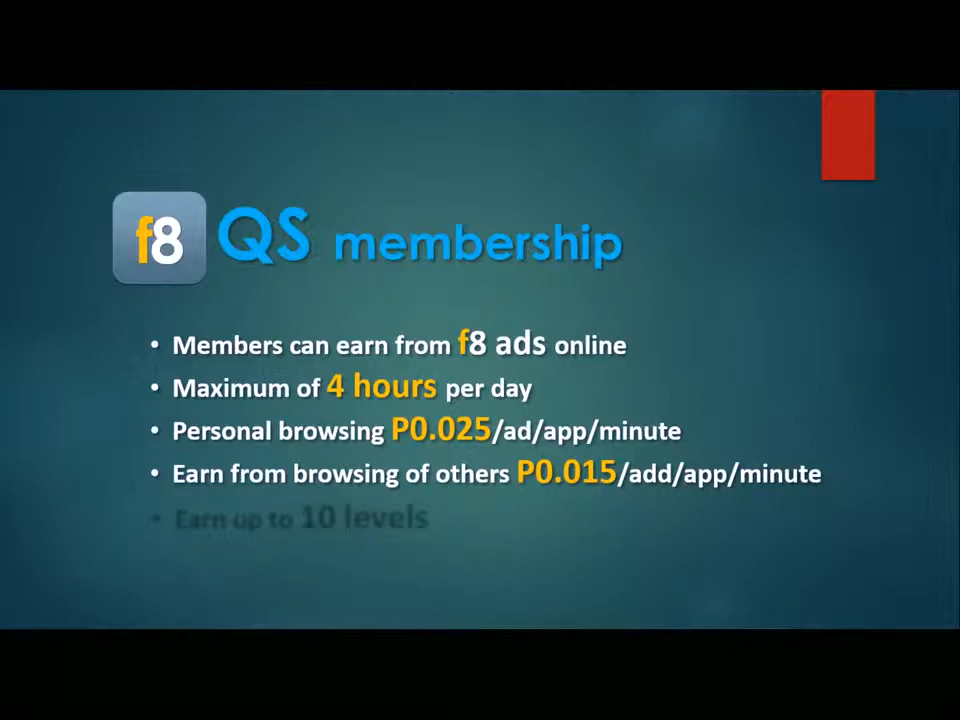 f8 QS membership
• Members can earn from f8 ads online
• Maximum of 4 hours per day
• Personal browsing P0.025/ad/app/minute
• Earn from browsing of others P0.015/add/app/minute
• Earn up to 10 levels